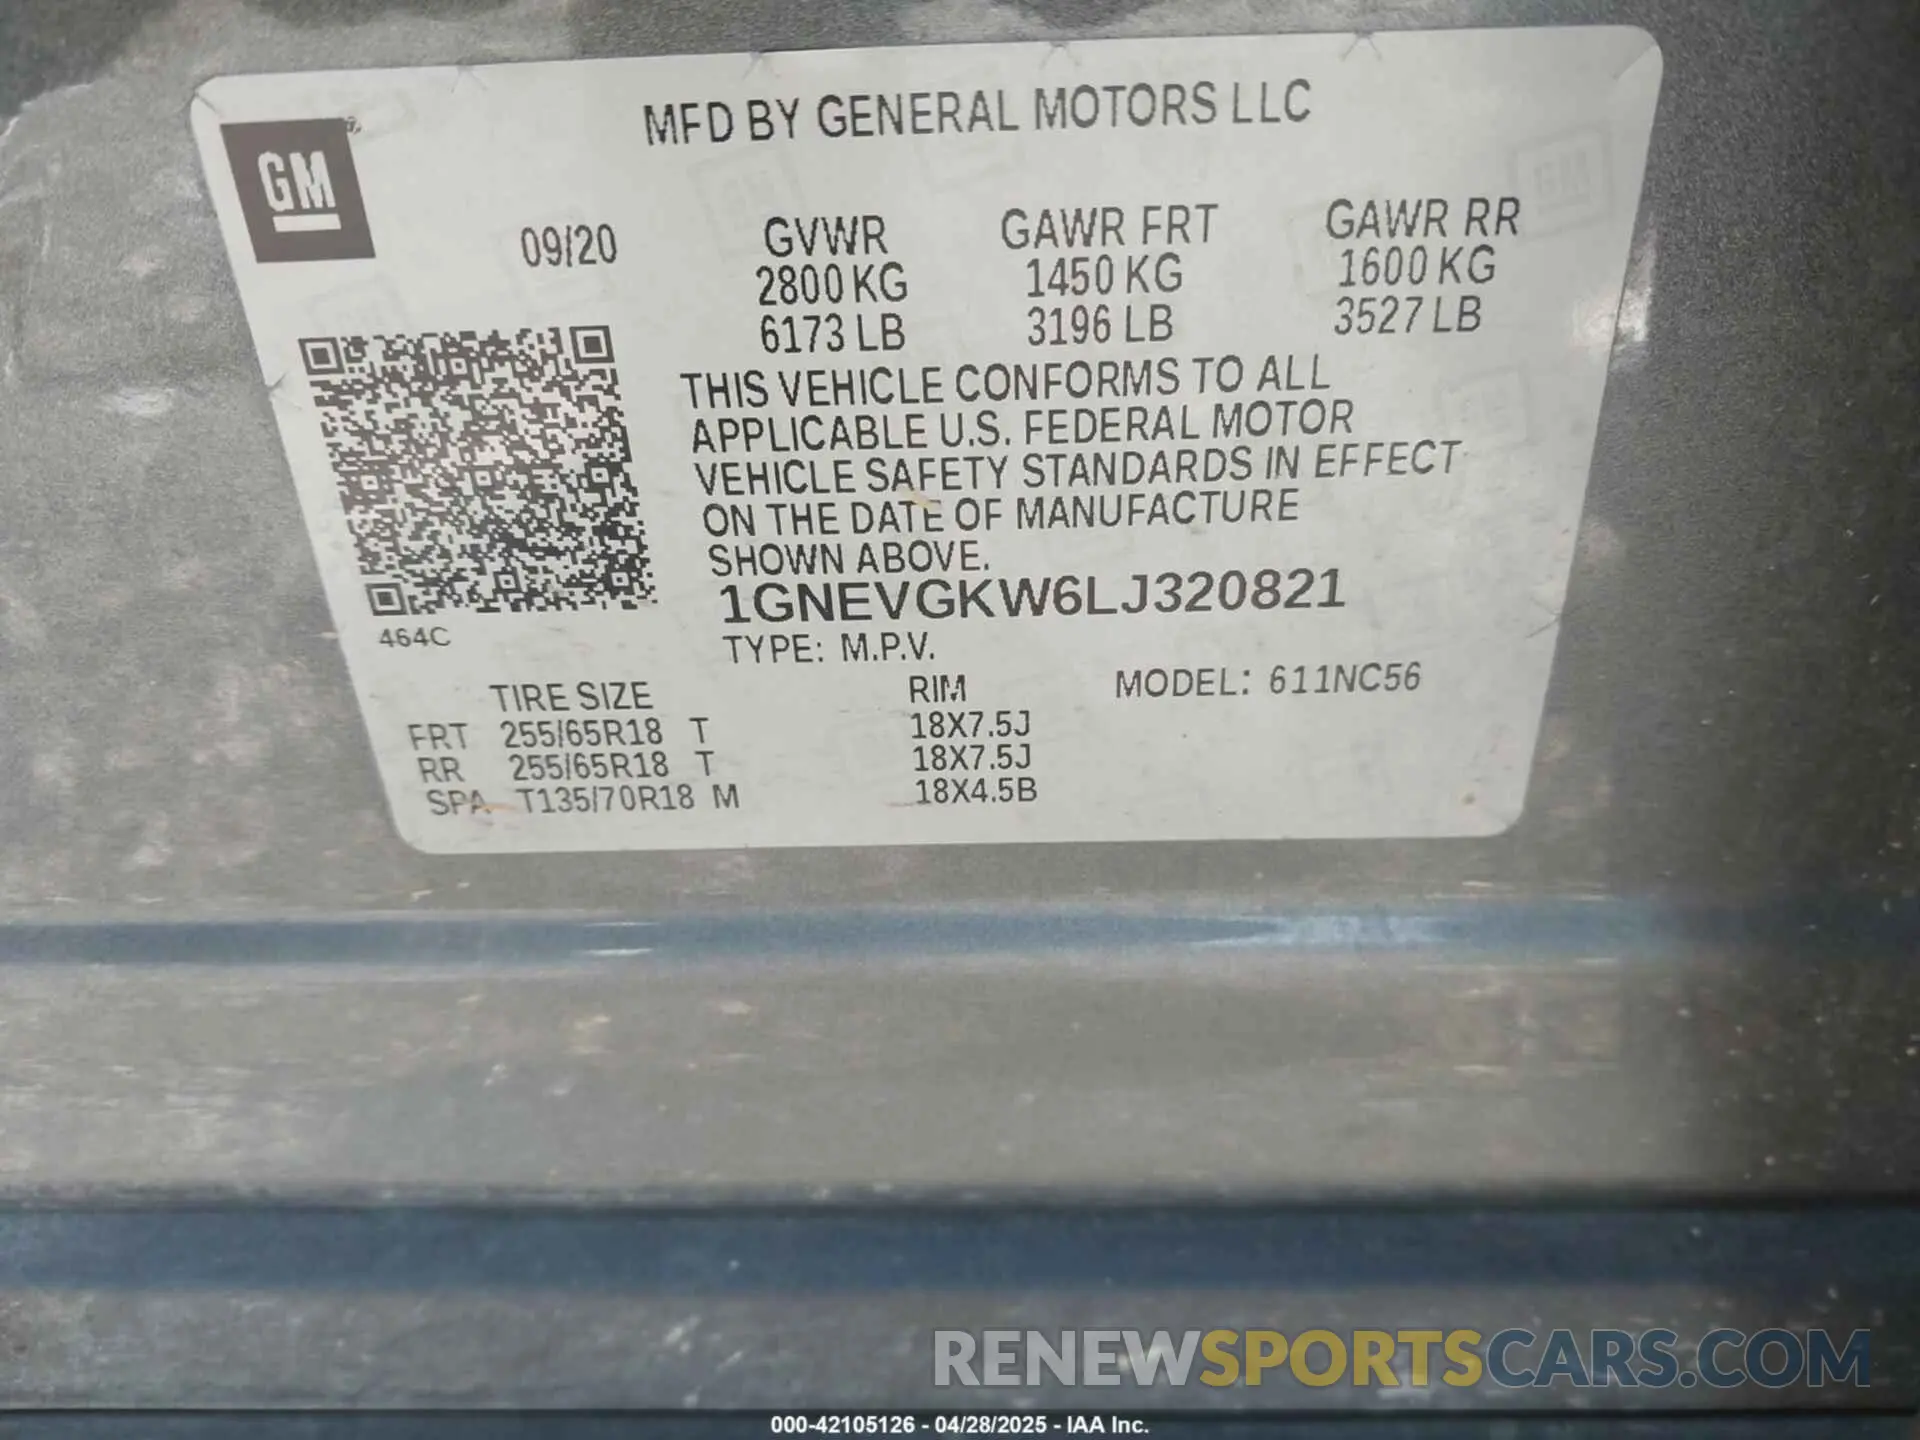 MFD BY GENERAL MOTORS LLC
GM
09/20 GVWR GAWR FRT GAWR RR
2800 KG 1450 KG 1600 KG
6173 LB 3196 LB 3527 LB
THIS VEHICLE CONFORMS TO ALL
APPLICABLE U.S. FEDERAL MOTOR
VEHICLE SAFETY STANDARDS IN EFFECT
ON THE DATE OF MANUFACTURE
SHOWN ABOVE.
1GNEVGKW6LJ320821
464C
TYPE: M.P.V.
TIRE SIZE RIM MODEL: 611NC56
FRT 255/65R18 T 18X7.5J
RR 255/65R18 T 18X7.5J
SPA T135/70R18 M 18X4.5B
RENEWSPORTSCARS.COM
000-42105126 - 04/28/2025 - IAA Inc.